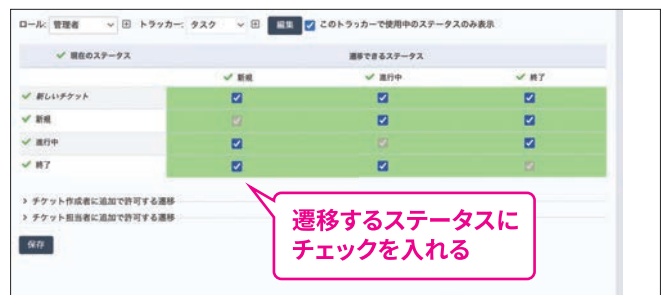 ロール: 管理者 トラッカー: タスク 編集 このトラッカーで使用中のステータスのみ表示
現在のステータス 遷移できるステータス
新規 進行中 終了
新しいチケット
新規
進行中
終了
> チケット作成者に追加で許可する遷移
> チケット担当者に追加で許可する遷移
保存
遷移するステータスに
チェックを入れる